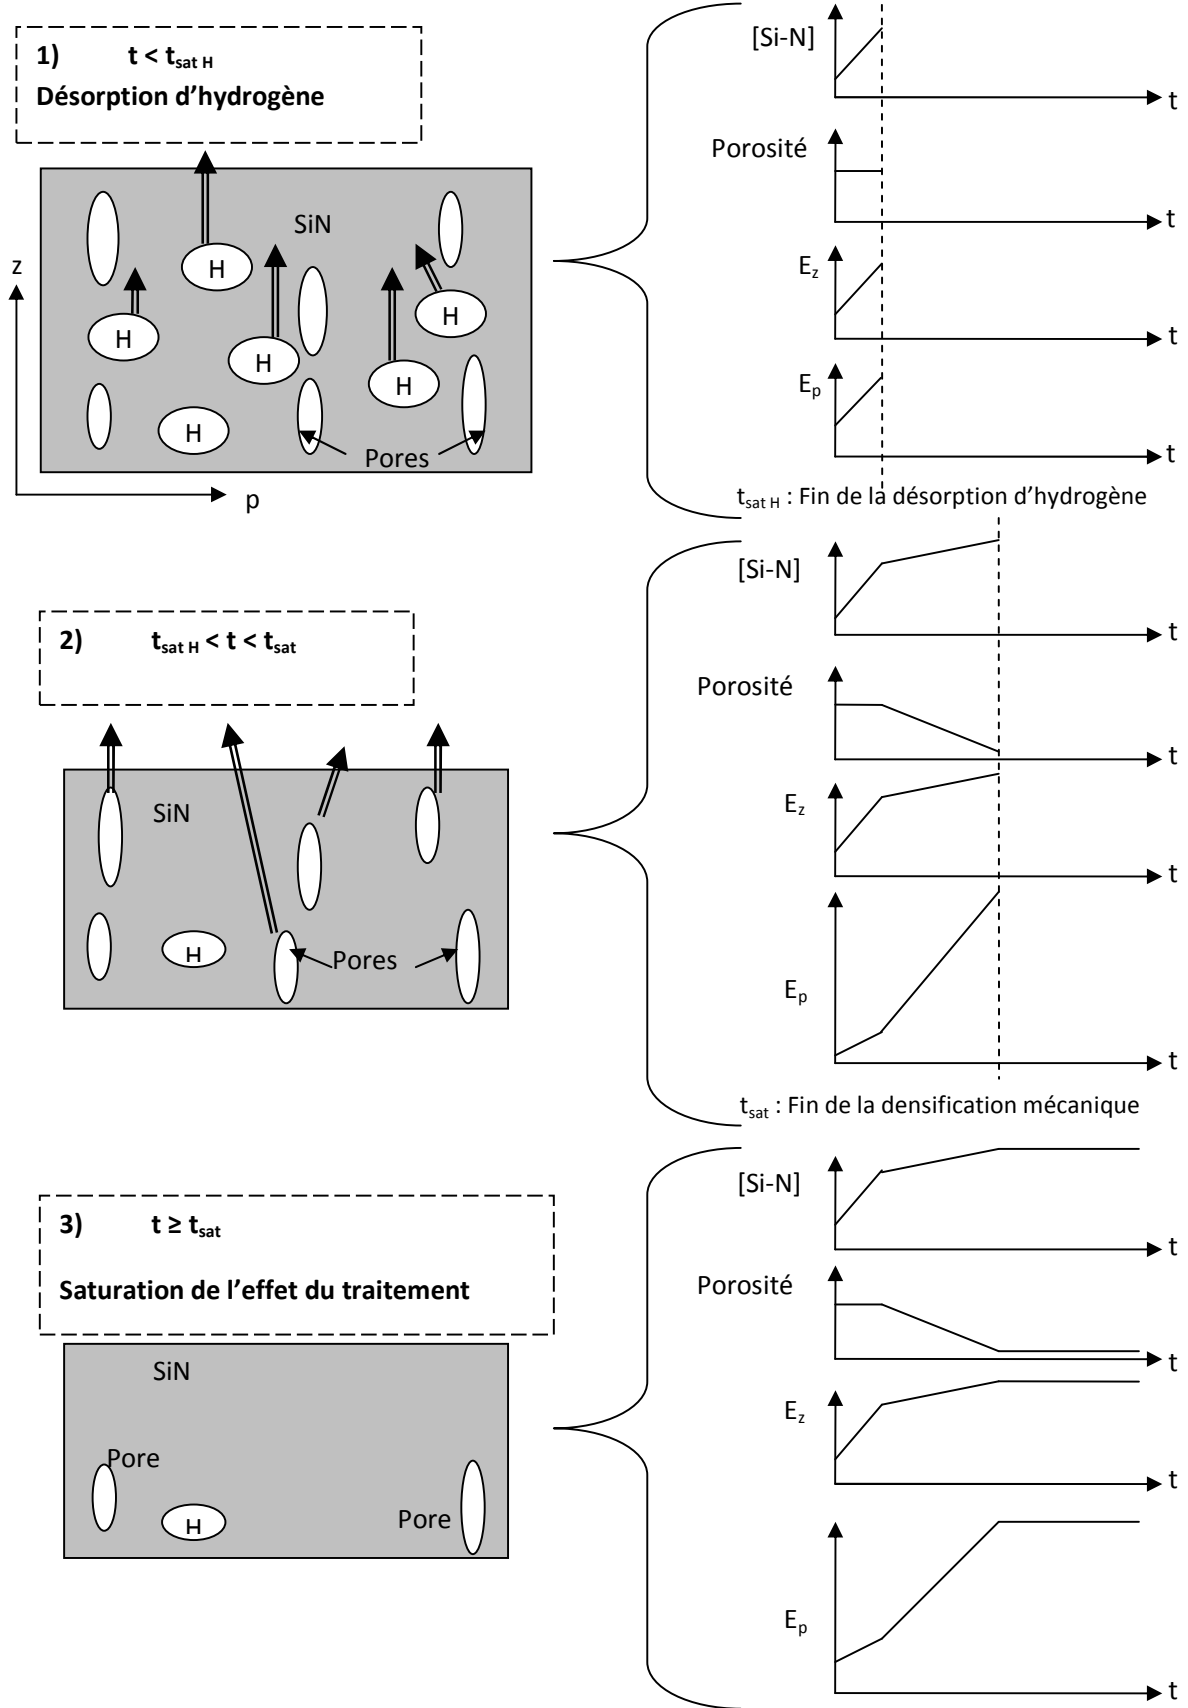 1) t < tsat H
Désorption d'hydrogène
SiN
H
H
H
H
H
H
Pores
z
p
[Si-N]
t
Porosité
t
Ez
t
Ep
t
tsat H : Fin de la désorption d'hydrogène
2) tsat H < t < tsat
SiN
H
Pores
[Si-N]
t
Porosité
t
Ez
t
Ep
t
tsat : Fin de la densification mécanique
3) t ≥ tsat
Saturation de l'effet du traitement
SiN
Pore
H
Pore
[Si-N]
t
Porosité
t
Ez
t
Ep
t